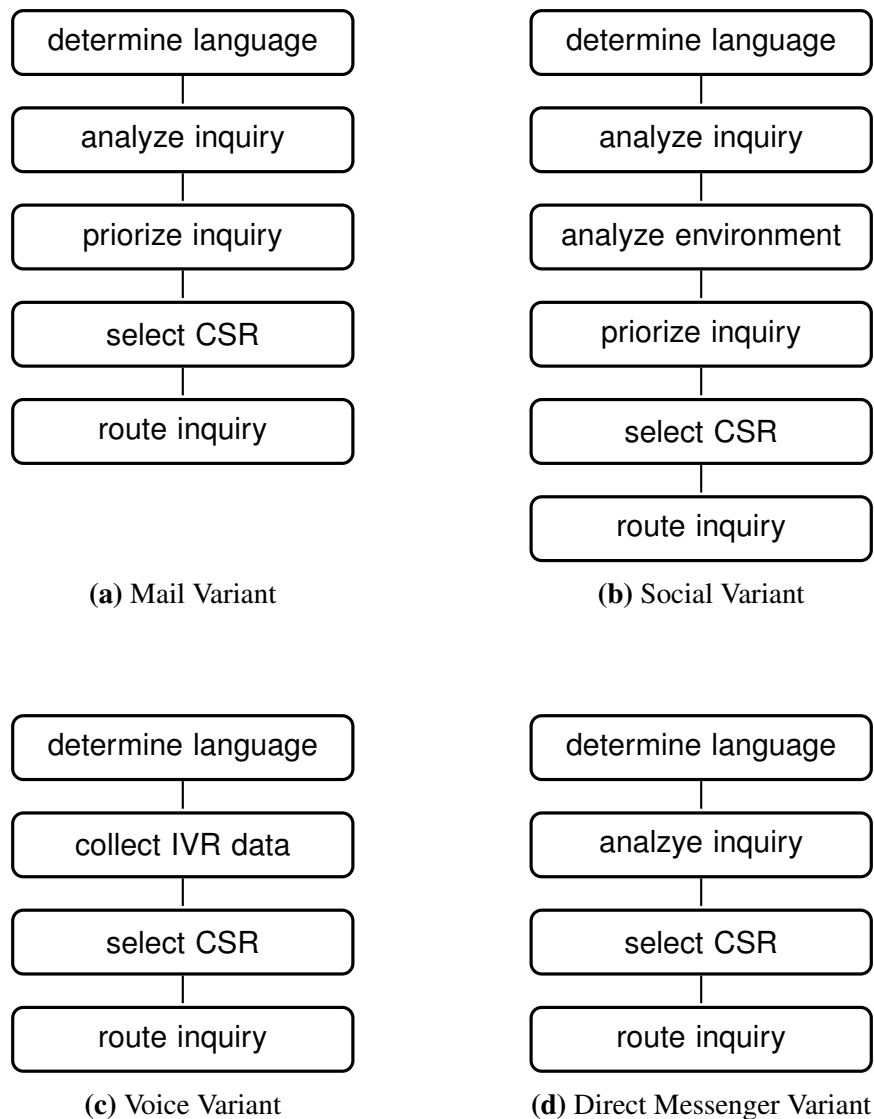 determine language
analyze inquiry
priorize inquiry
select CSR
route inquiry
(a) Mail Variant
determine language
analyze inquiry
analyze environment
priorize inquiry
select CSR
route inquiry
(b) Social Variant
determine language
collect IVR data
select CSR
route inquiry
(c) Voice Variant
determine language
analzye inquiry
select CSR
route inquiry
(d) Direct Messenger Variant